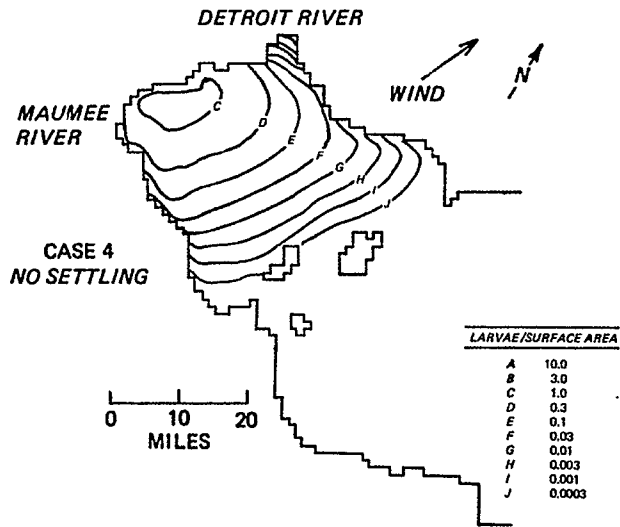 DETROIT RIVER
WIND
N
MAUMEE
RIVER
C
D
E
F
G
H
I
J
CASE 4
NO SETTLING
0 10 20
MILES
LARVAE/SURFACE AREA
A 10.0
B 3.0
C 1.0
D 0.3
E 0.1
F 0.03
G 0.01
H 0.003
I 0.001
J 0.0003